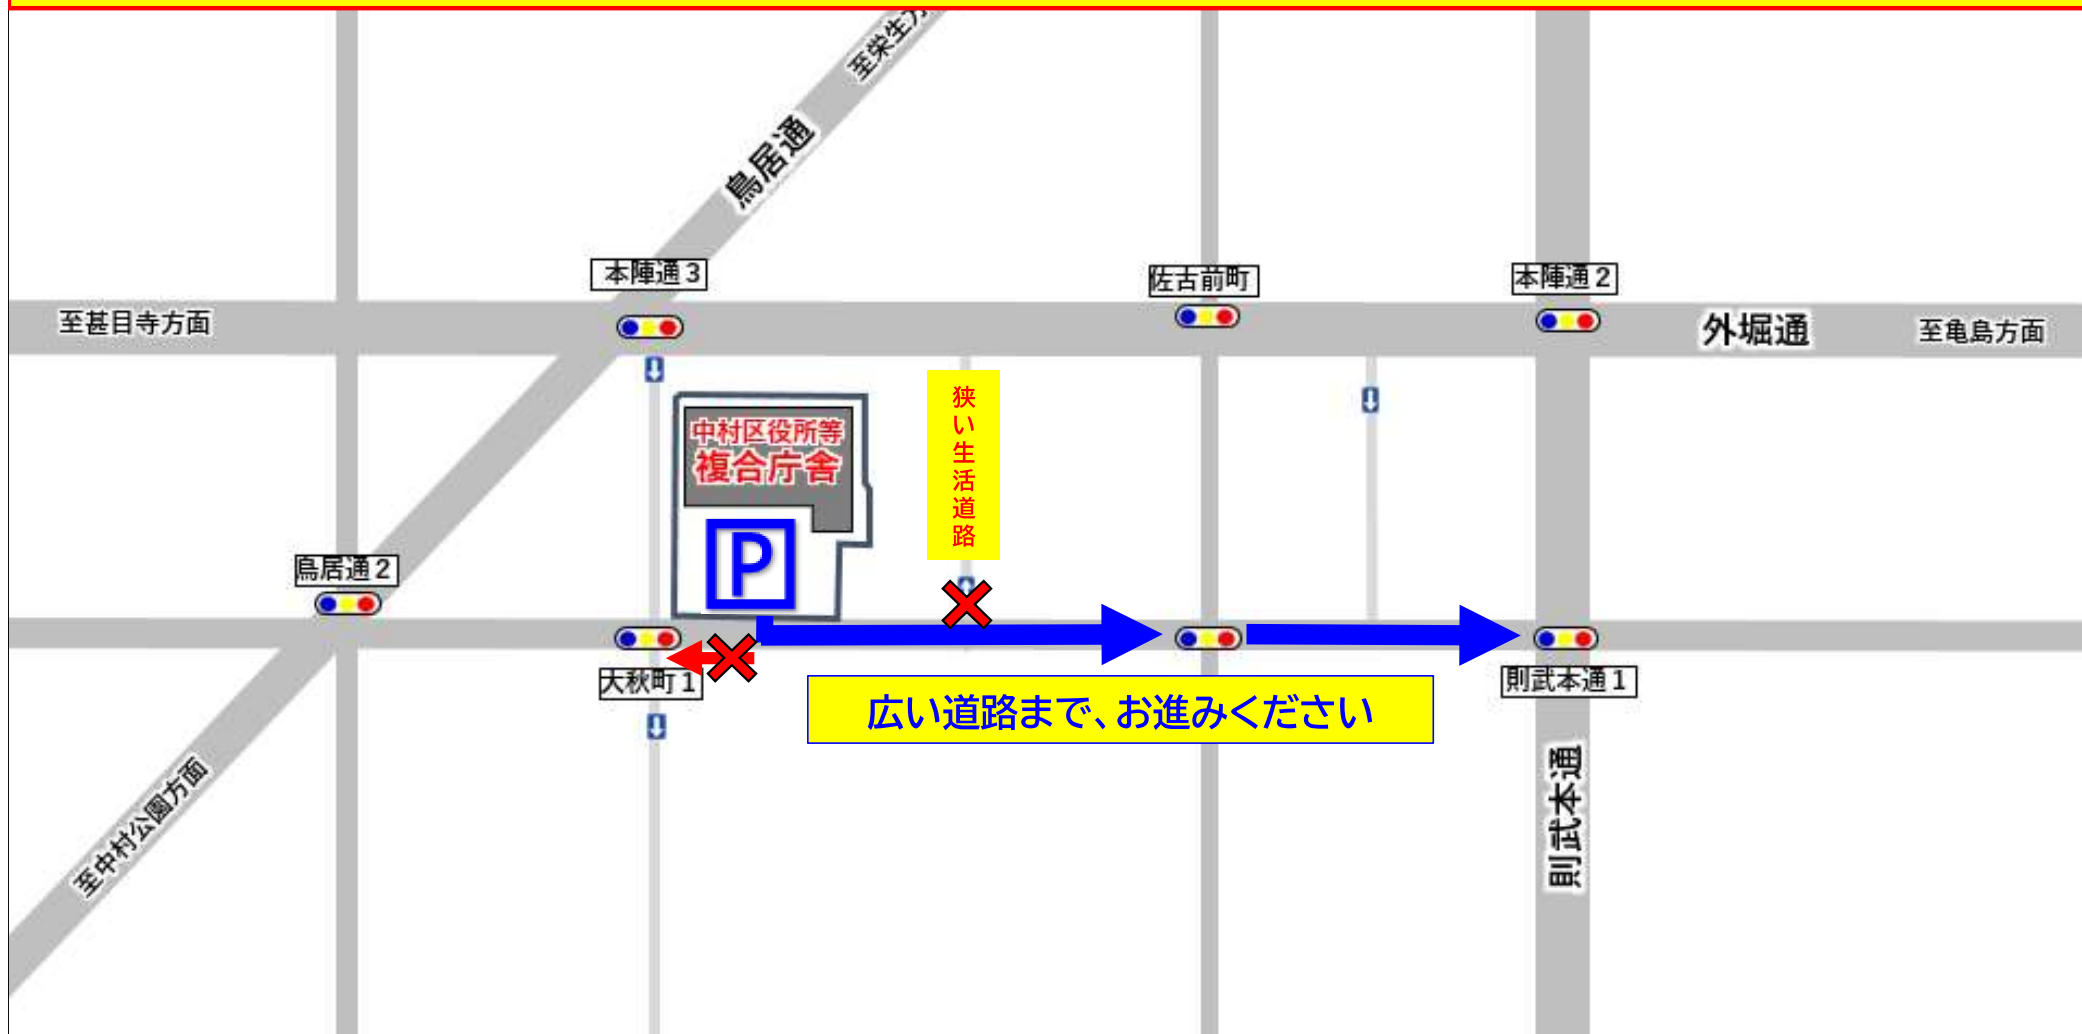 至栄生方
鳥居通
本陣通3
佐古前町
本陣通2
至甚目寺方面
外堀通
至亀島方面
狭い生活道路
中村区役所等
複合庁舎
P
鳥居通2
大秋町1
則武本通1
広い道路まで、お進みください
至中村公園方面
則武本通